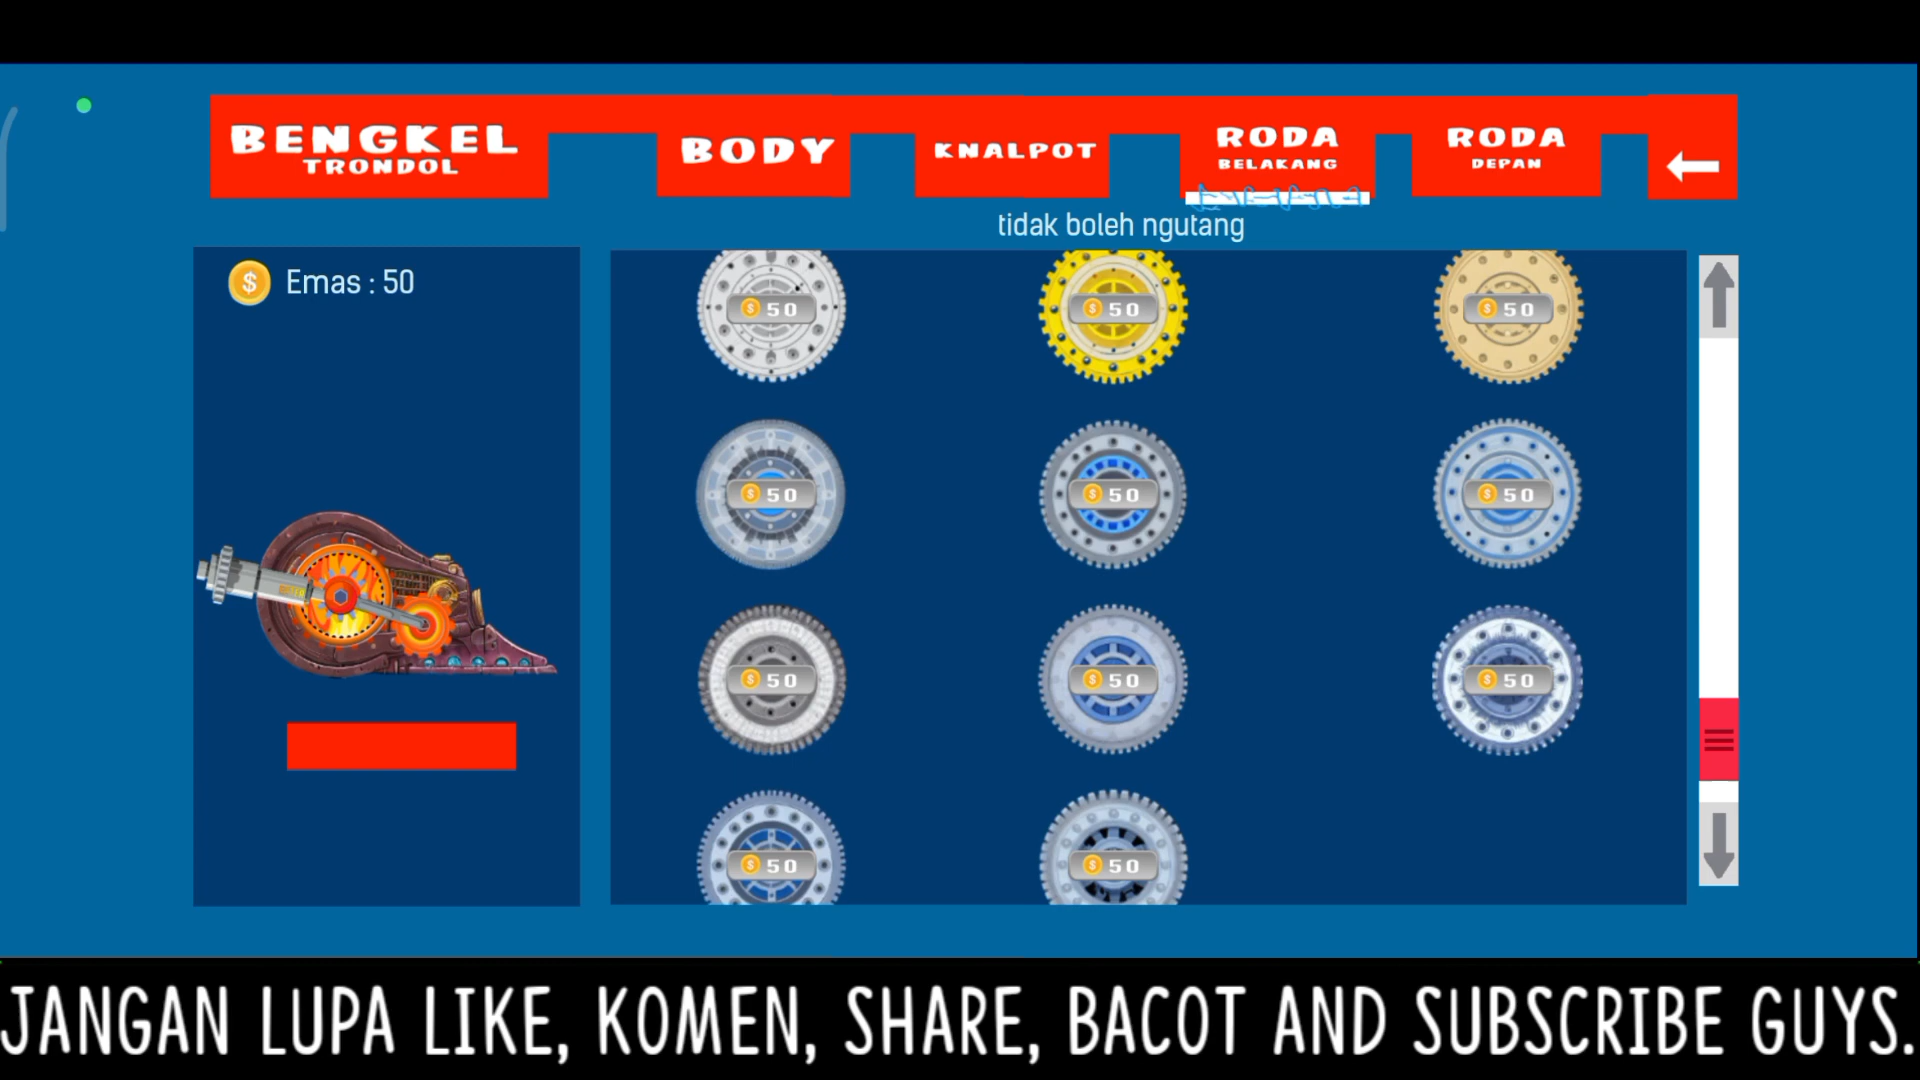 BENGKEL
TRONDOL
BODY
KNALPOT
RODA
BELAKANG
RODA
DEPAN
tidak boleh ngutang
$ Emas : 50
$ 50
$ 50
$ 50
$ 50
$ 50
$ 50
$ 50
$ 50
$ 50
$ 50
$ 50
JANGAN LUPA LIKE, KOMEN, SHARE, BACOT AND SUBSCRIBE GUYS.